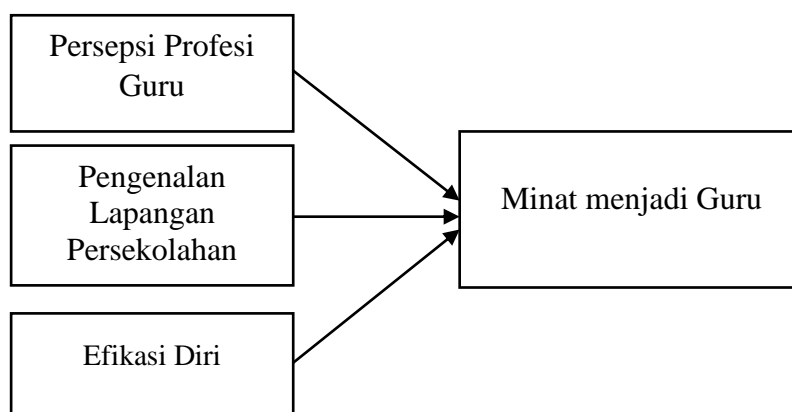 Persepsi Profesi
Guru
Pengenalan
Lapangan
Persekolahan
Minat menjadi Guru
Efikasi Diri